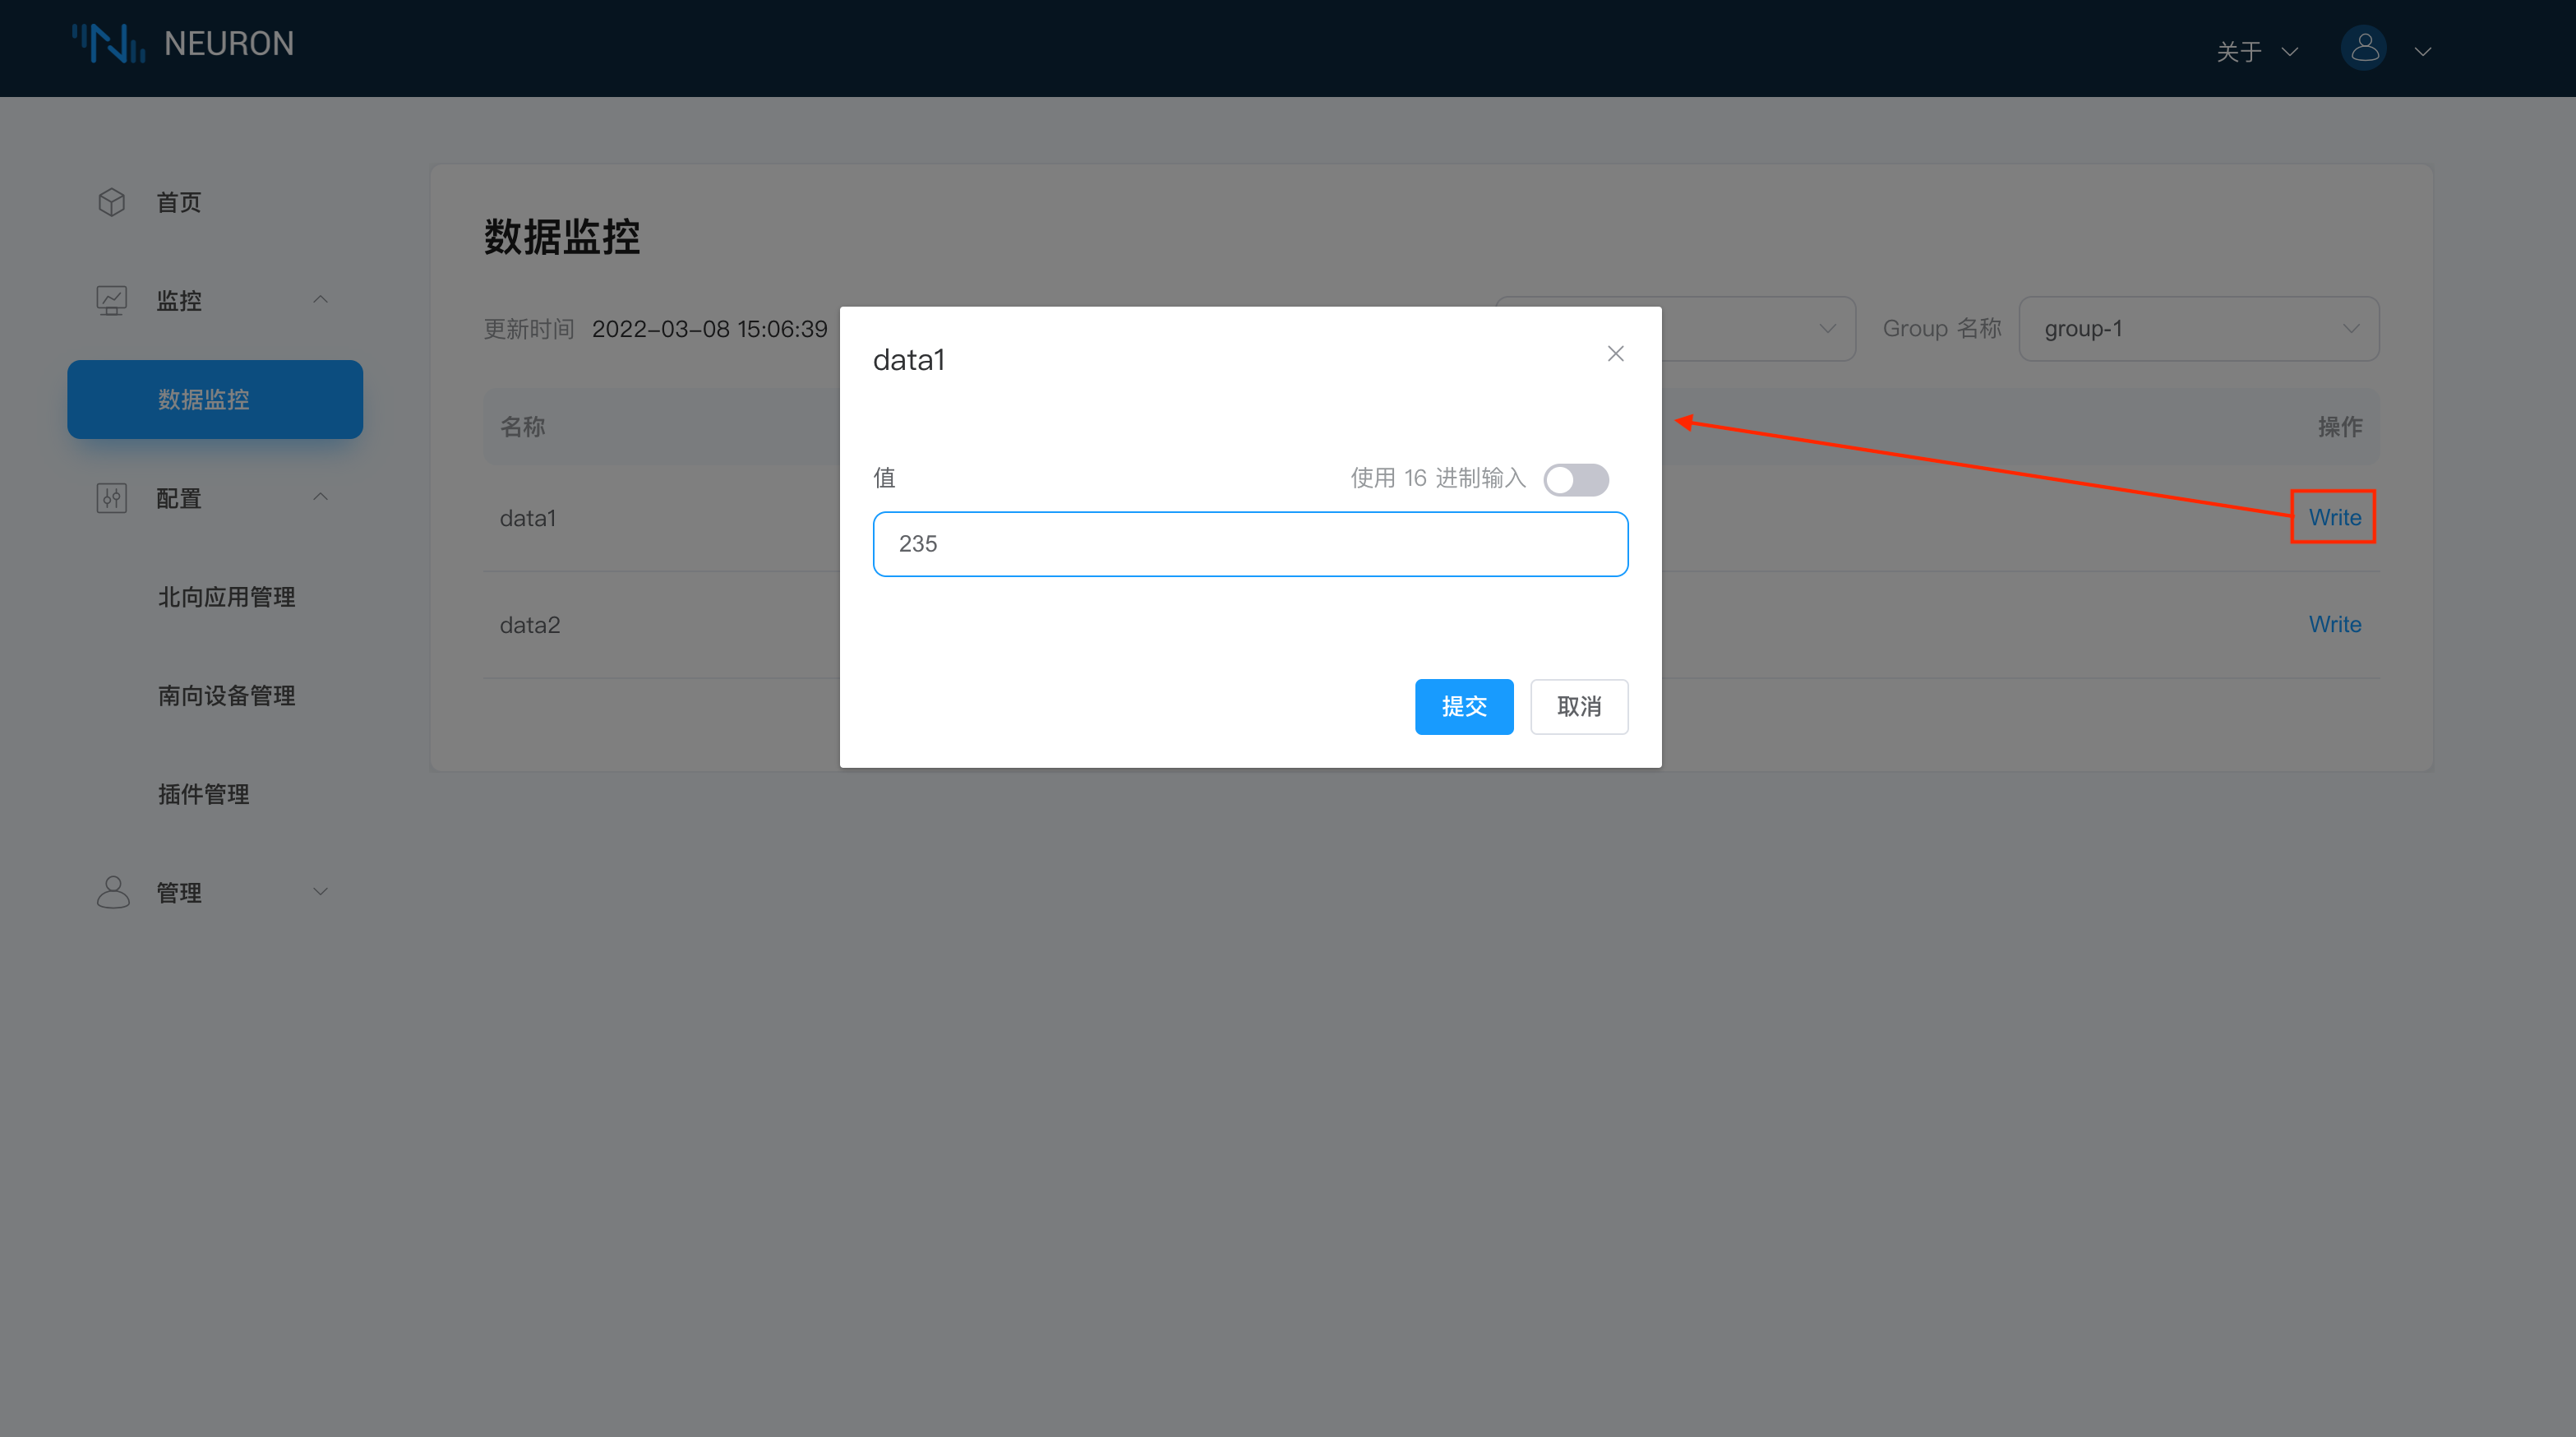 NEURON
关于
首页
监控
数据监控
配置
北向应用管理
南向设备管理
插件管理
管理
数据监控
更新时间 2022-03-08 15:06:39
Group 名称 group-1
名称 操作
data1 Write
data2 Write
data1
值 使用 16 进制输入
235
提交 取消